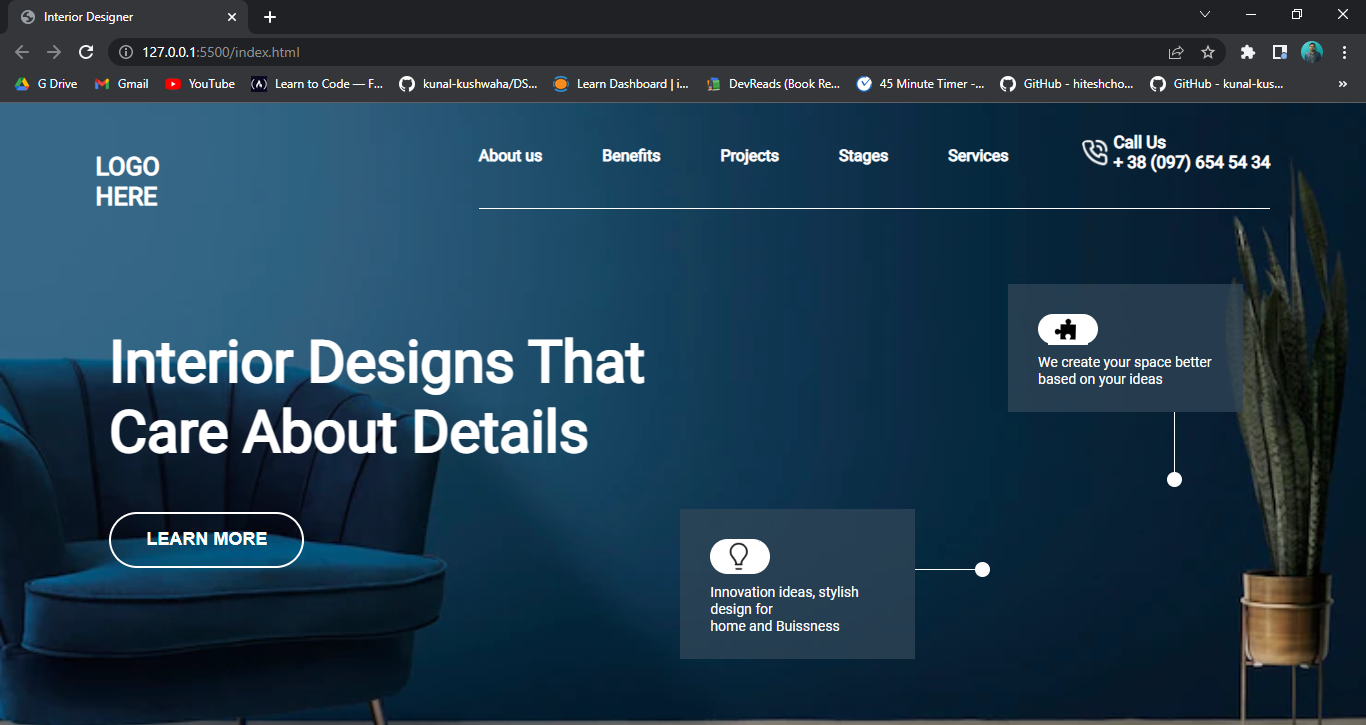 Interior Designer
127.0.0.1:5500/index.html
G Drive
Gmail
YouTube
Learn to Code — F...
kunal-kushwaha/DS...
Learn Dashboard | i...
DevReads (Book Re...
45 Minute Timer -...
GitHub - hiteshcho...
GitHub - kunal-kus...
LOGO
HERE
About us
Benefits
Projects
Stages
Services
Call Us
+ 38 (097) 654 54 34
Interior Designs That
Care About Details
LEARN MORE
We create your space better
based on your ideas
Innovation ideas, stylish
design for
home and Buissness